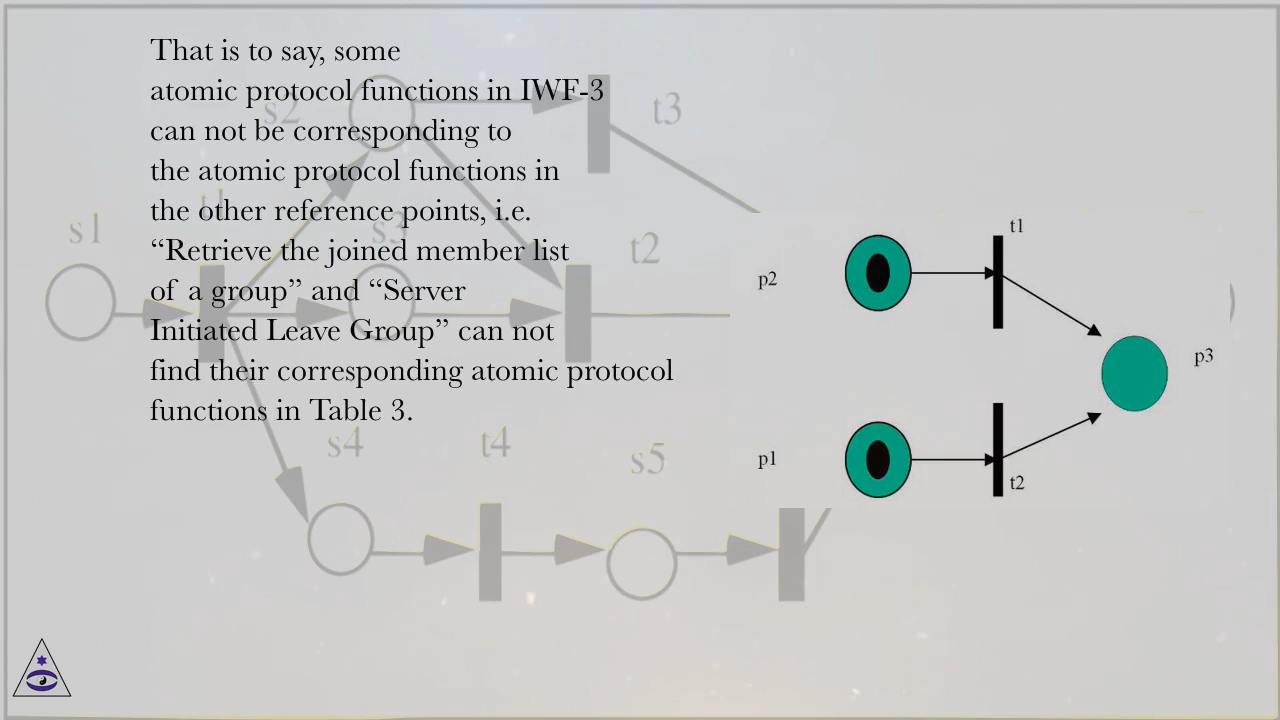 That is to say, some
atomic protocol functions in IWF-3
can not be corresponding to
the atomic protocol functions in
the other reference points, i.e.
“Retrieve the joined member list
of a group” and “Server
Initiated Leave Group” can not
find their corresponding atomic protocol
functions in Table 3.
s2
t3
t1
s1
s3
t2
s4
t4
s5
t1
p2
p3
p1
t2